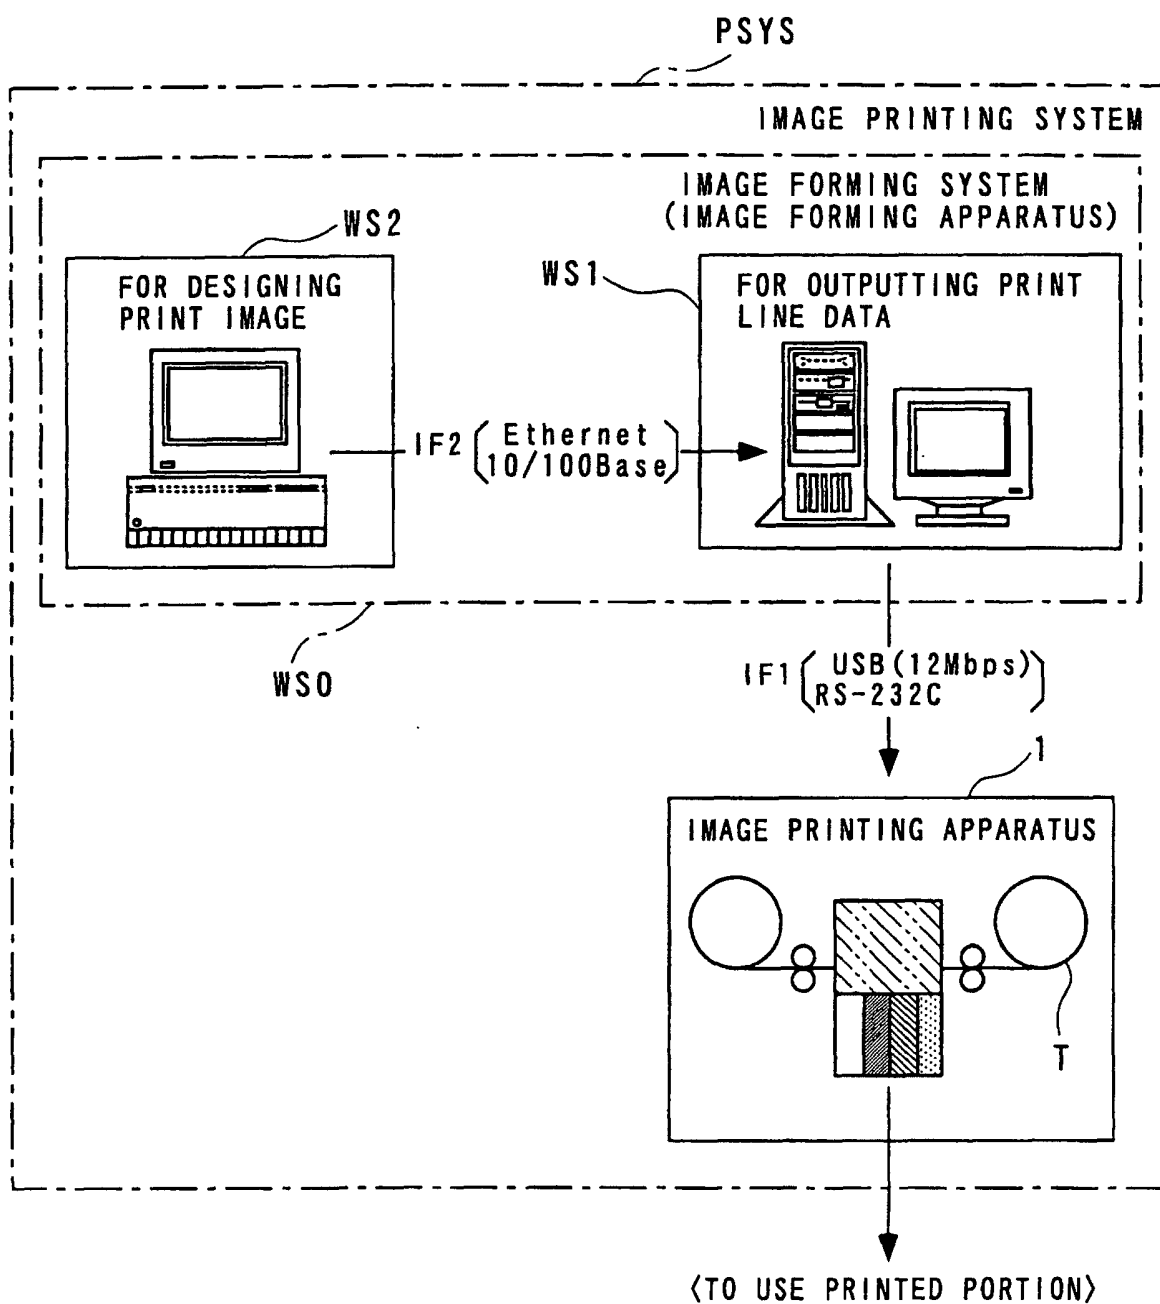 PSYS
IMAGE PRINTING SYSTEM
IMAGE FORMING SYSTEM
(IMAGE FORMING APPARATUS)
WS2
FOR DESIGNING
PRINT IMAGE
WS1
FOR OUTPUTTING PRINT
LINE DATA
IF2 (Ethernet
10/100Base)
WS0
IF1 (USB(12Mbps)
RS-232C)
1
IMAGE PRINTING APPARATUS
T
〈TO USE PRINTED PORTION〉